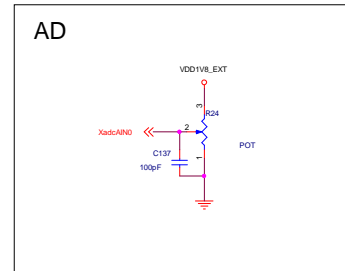 AD
VDD1V8_EXT
3
R24
XadcAIN0
2
POT
C137
1
100pF